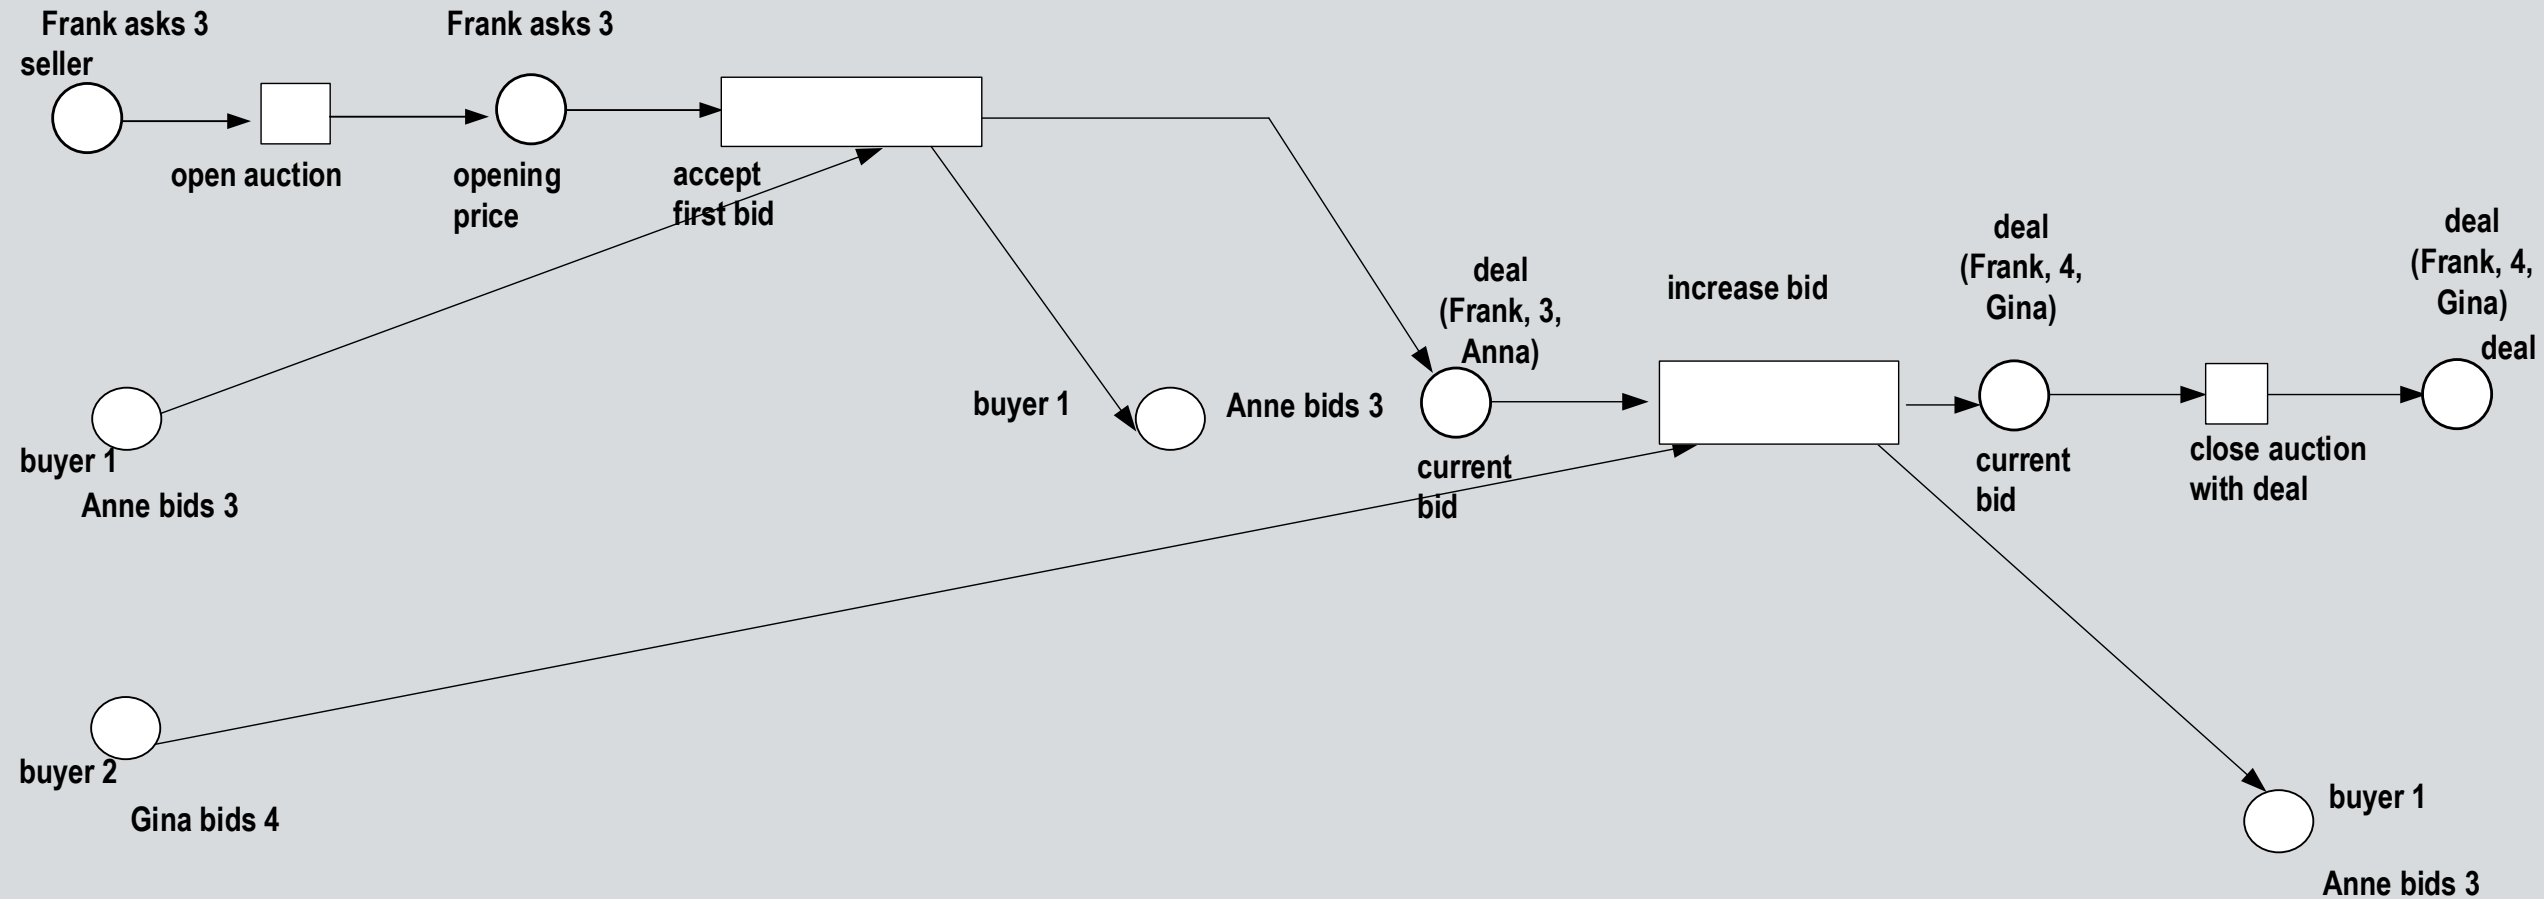 Frank asks 3
seller
Frank asks 3
open auction
opening
price
accept
first bid
deal
(Frank, 3,
Anna)
increase bid
deal
(Frank, 4,
Gina)
deal
(Frank, 4,
Gina)
deal
buyer 1
Anne bids 3
buyer 1
Anne bids 3
current
bid
current
bid
close auction
with deal
buyer 2
Gina bids 4
buyer 1
Anne bids 3